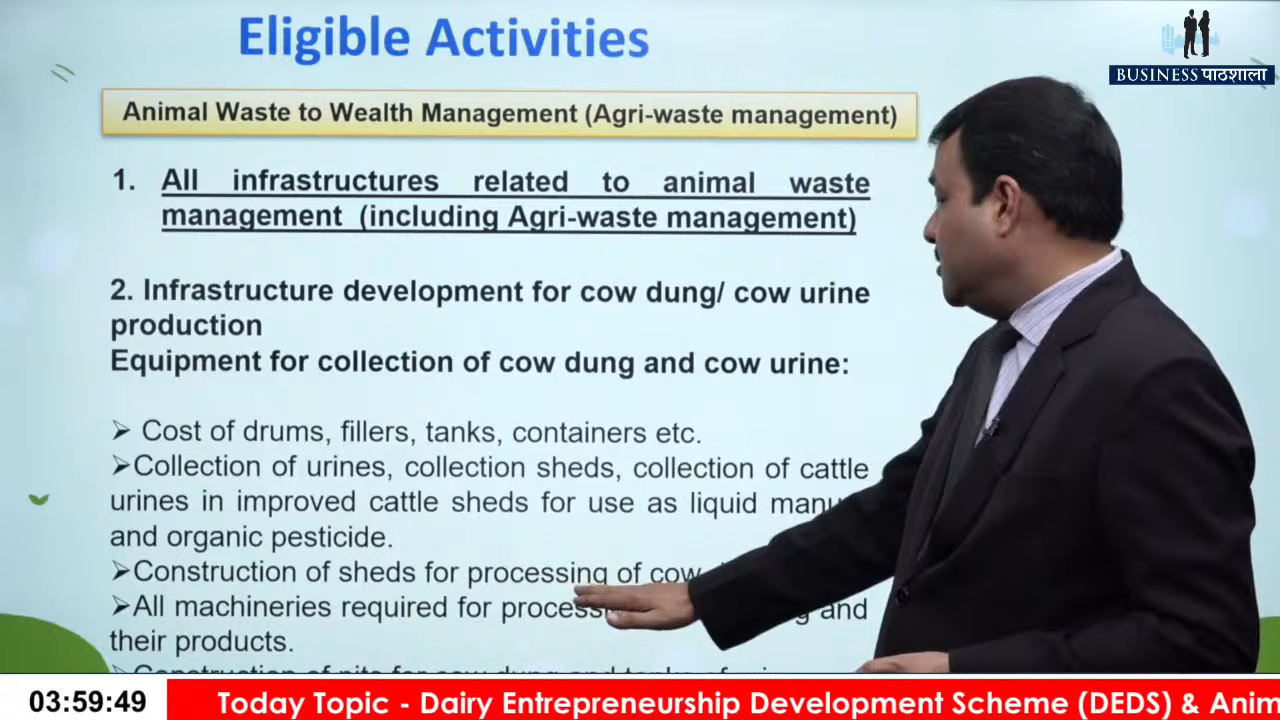 Eligible Activities
BUSINESS पाठशाला
Animal Waste to Wealth Management (Agri-waste management)
1. All infrastructures related to animal waste
management (including Agri-waste management)
2. Infrastructure development for cow dung/ cow urine
production
Equipment for collection of cow dung and cow urine:
➤ Cost of drums, fillers, tanks, containers etc.
➤Collection of urines, collection sheds, collection of cattle
urines in improved cattle sheds for use as liquid
and organic pesticide.
➤Construction of sheds for processing of cow
➤All machineries required for and
their products.
03:59:49
Today Topic - Dairy Entrepreneurship Development Scheme (DEDS) & Anim